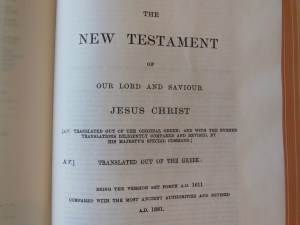 THE
NEW TESTAMENT
OF
OUR LORD AND SAVIOUR
JESUS CHRIST
TRANSLATED OUT OF THE ORIGINAL GREEK: AND WITH THE FORMER
TRANSLATIONS DILIGENTLY COMPARED AND REVISED, BY
HIS MAJESTY'S SPECIAL COMMAND]
TRANSLATED OUT OF THE GREEK:
BEING THE VERSION SET FORTH A.D. 1611
COMPARED WITH THE MOST ANCIENT AUTHORITIES AND REVISED
A.D. 1881.